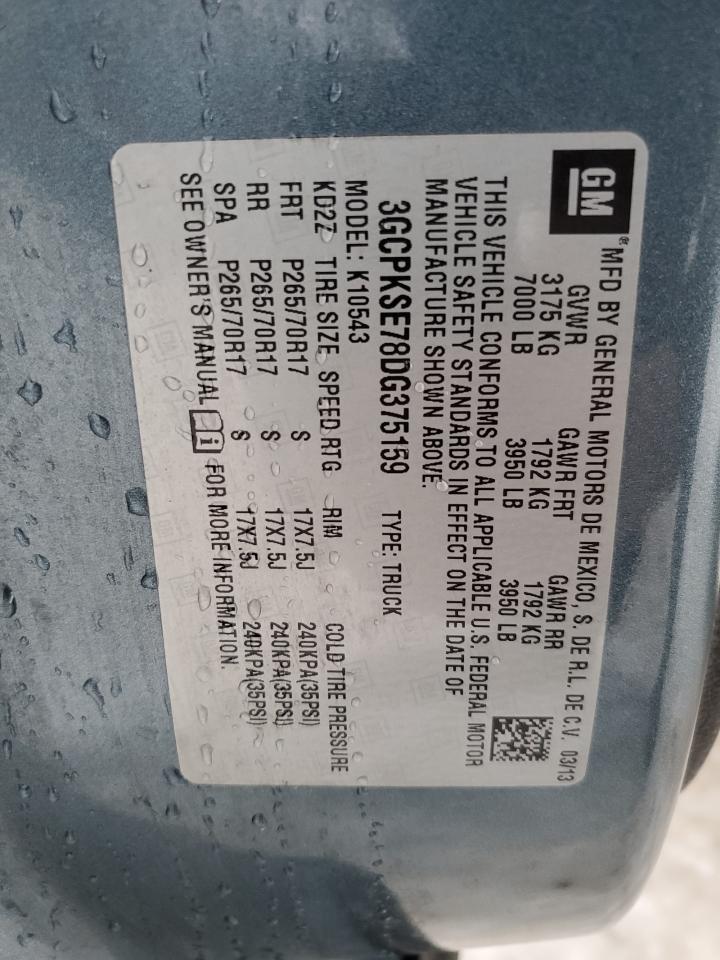 GM® MFD BY GENERAL MOTORS DE MEXICO, S. DE R.L. DE C.V. 03/13
GVWR GAWR FRT GAWR RR
3175 KG 1792 KG 1792 KG
7000 LB 3950 LB 3950 LB
THIS VEHICLE CONFORMS TO ALL APPLICABLE U.S. FEDERAL MOTOR
VEHICLE SAFETY STANDARDS IN EFFECT ON THE DATE OF
MANUFACTURE SHOWN ABOVE.
3GCPKSE78DG375159 TYPE: TRUCK
MODEL: K10543
KD2Z TIRE SIZE SPEED RTG RIM COLD TIRE PRESSURE
FRT P265/70R17 S 17X7.5J 240KPA(35PSI)
RR P265/70R17 S 17X7.5J 240KPA(35PSI)
SPA P265/70R17 S 17X7.5J 240KPA(35PSI)
SEE OWNER'S MANUAL i FOR MORE INFORMATION.